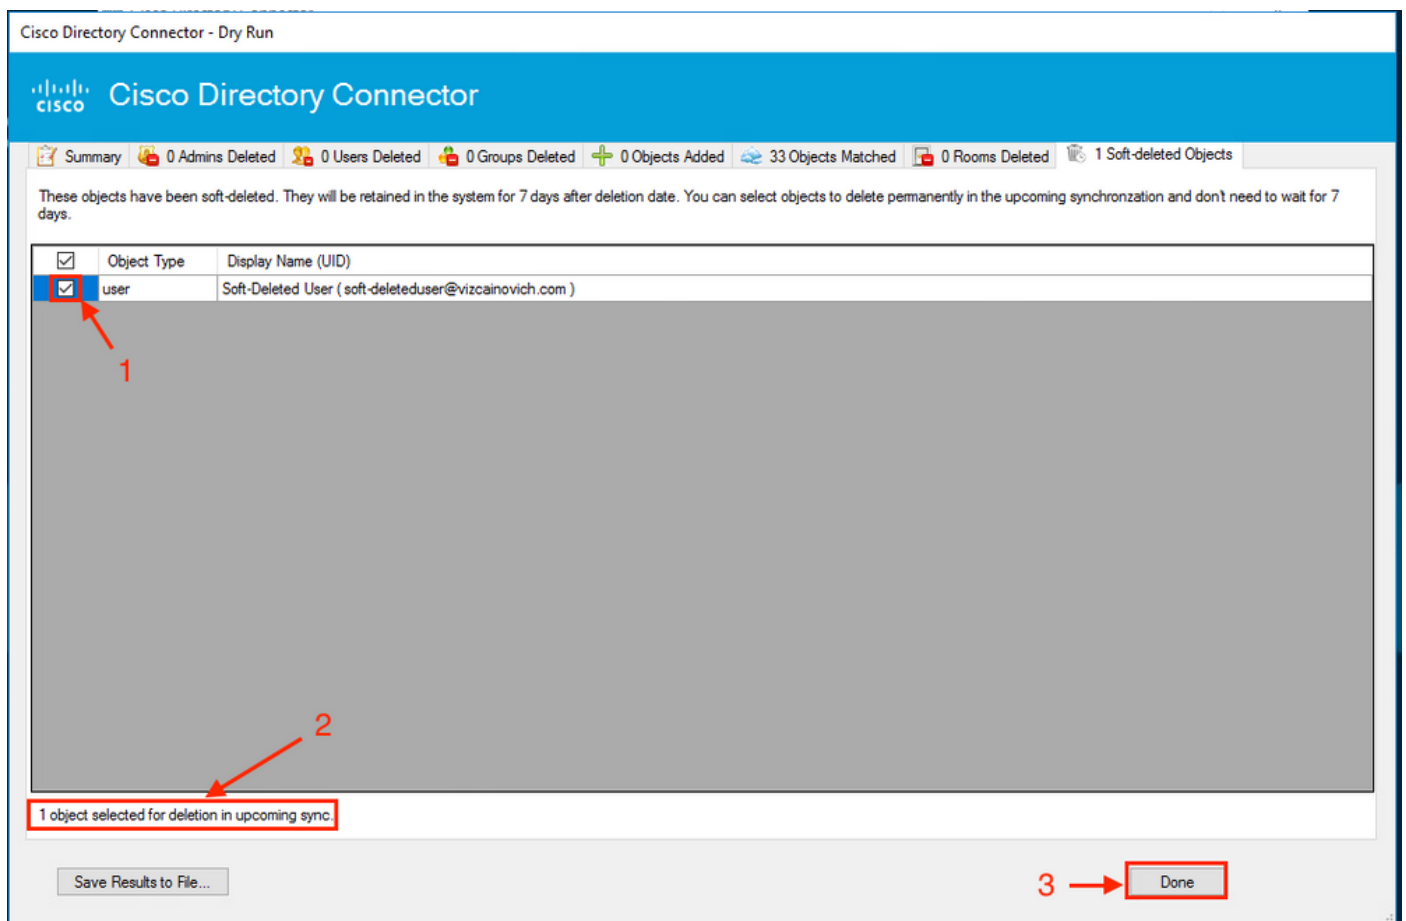 Cisco Directory Connector - Dry Run
cisco Cisco Directory Connector
Summary 0 Admins Deleted 0 Users Deleted 0 Groups Deleted 0 Objects Added 33 Objects Matched 0 Rooms Deleted 1 Soft-deleted Objects
These objects have been soft-deleted. They will be retained in the system for 7 days after deletion date. You can select objects to delete permanently in the upcoming synchronzation and don't need to wait for 7
days.
Object Type Display Name (UID)
user Soft-Deleted User ( soft-deleteduser@vizcainovich.com )
1
2
1 object selected for deletion in upcoming sync.
Save Results to File... 3 Done